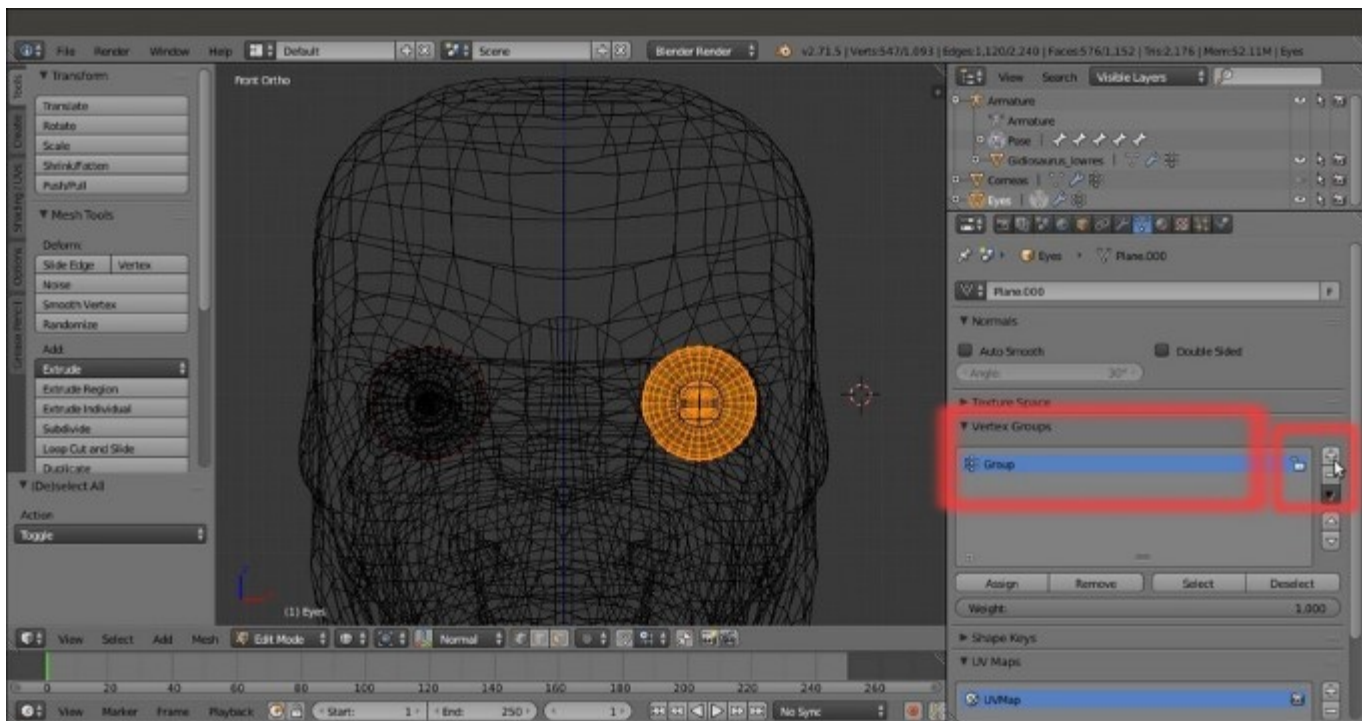 File Render Window Help Default Scene Blender Render v2.71.5 | Verts:547/1,093 | Edges:1,120/2,240 | Faces:576/1,152 | Tris:2,176 | Mem:52.11M | Eyes
Tools
Create
Shading / UVs
Options
Grease Pencil
Transform
Translate
Rotate
Scale
Shrink/Fatten
Push/Pull
Mesh Tools
Deform:
Slide Edge Vertex
Noise
Smooth Vertex
Randomize
Add:
Extrude
Extrude Region
Extrude Individual
Subdivide
Loop Cut and Slide
Duplicate
(De)select All
Action
Toggle
Front Ortho
(1) Eyes
View Select Add Mesh Edit Mode Normal
0 20 40 60 80 100 120 140 160 180 200 220 240 260
View Marker Frame Playback Start: 1 End: 250 1 No Sync
View Search Visible Layers
Armature
Armature
Pose
Gidiosaurus_lowres
Corneas
Eyes
Eyes Plane.000
Plane.000 F
Normals
Auto Smooth Double Sided
Angle: 30°
Texture Space
Vertex Groups
Group
Assign Remove Select Deselect
Weight: 1.000
Shape Keys
UV Maps
UVMap